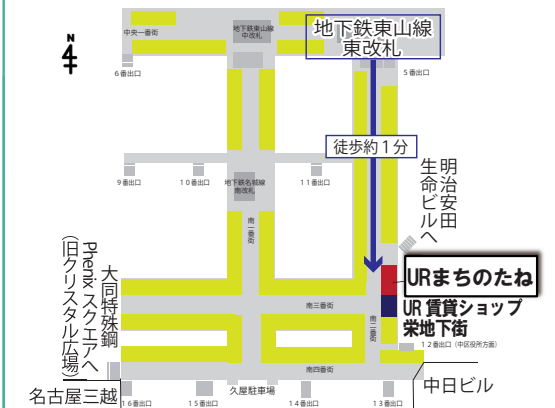 N
4
中央一番街
地下鉄東山線
中改札
地下鉄東山線
東改札
6番出口
5番出口
徒歩約1分
9番出口
10番出口
地下鉄名城線
南改札
11番出口
明治安田
生命ビルへ
南一番街
大同特殊鋼
Phenix スクエアへ
(旧クリスタル広場)
URまちのたね
UR 賃貸ショップ
栄地下街
南三番街
南二番街
12番出口(中区役所方面)
南四番街
名古屋三越
16番出口
15番出口
久屋駐車場
14番出口
13番出口
中日ビル